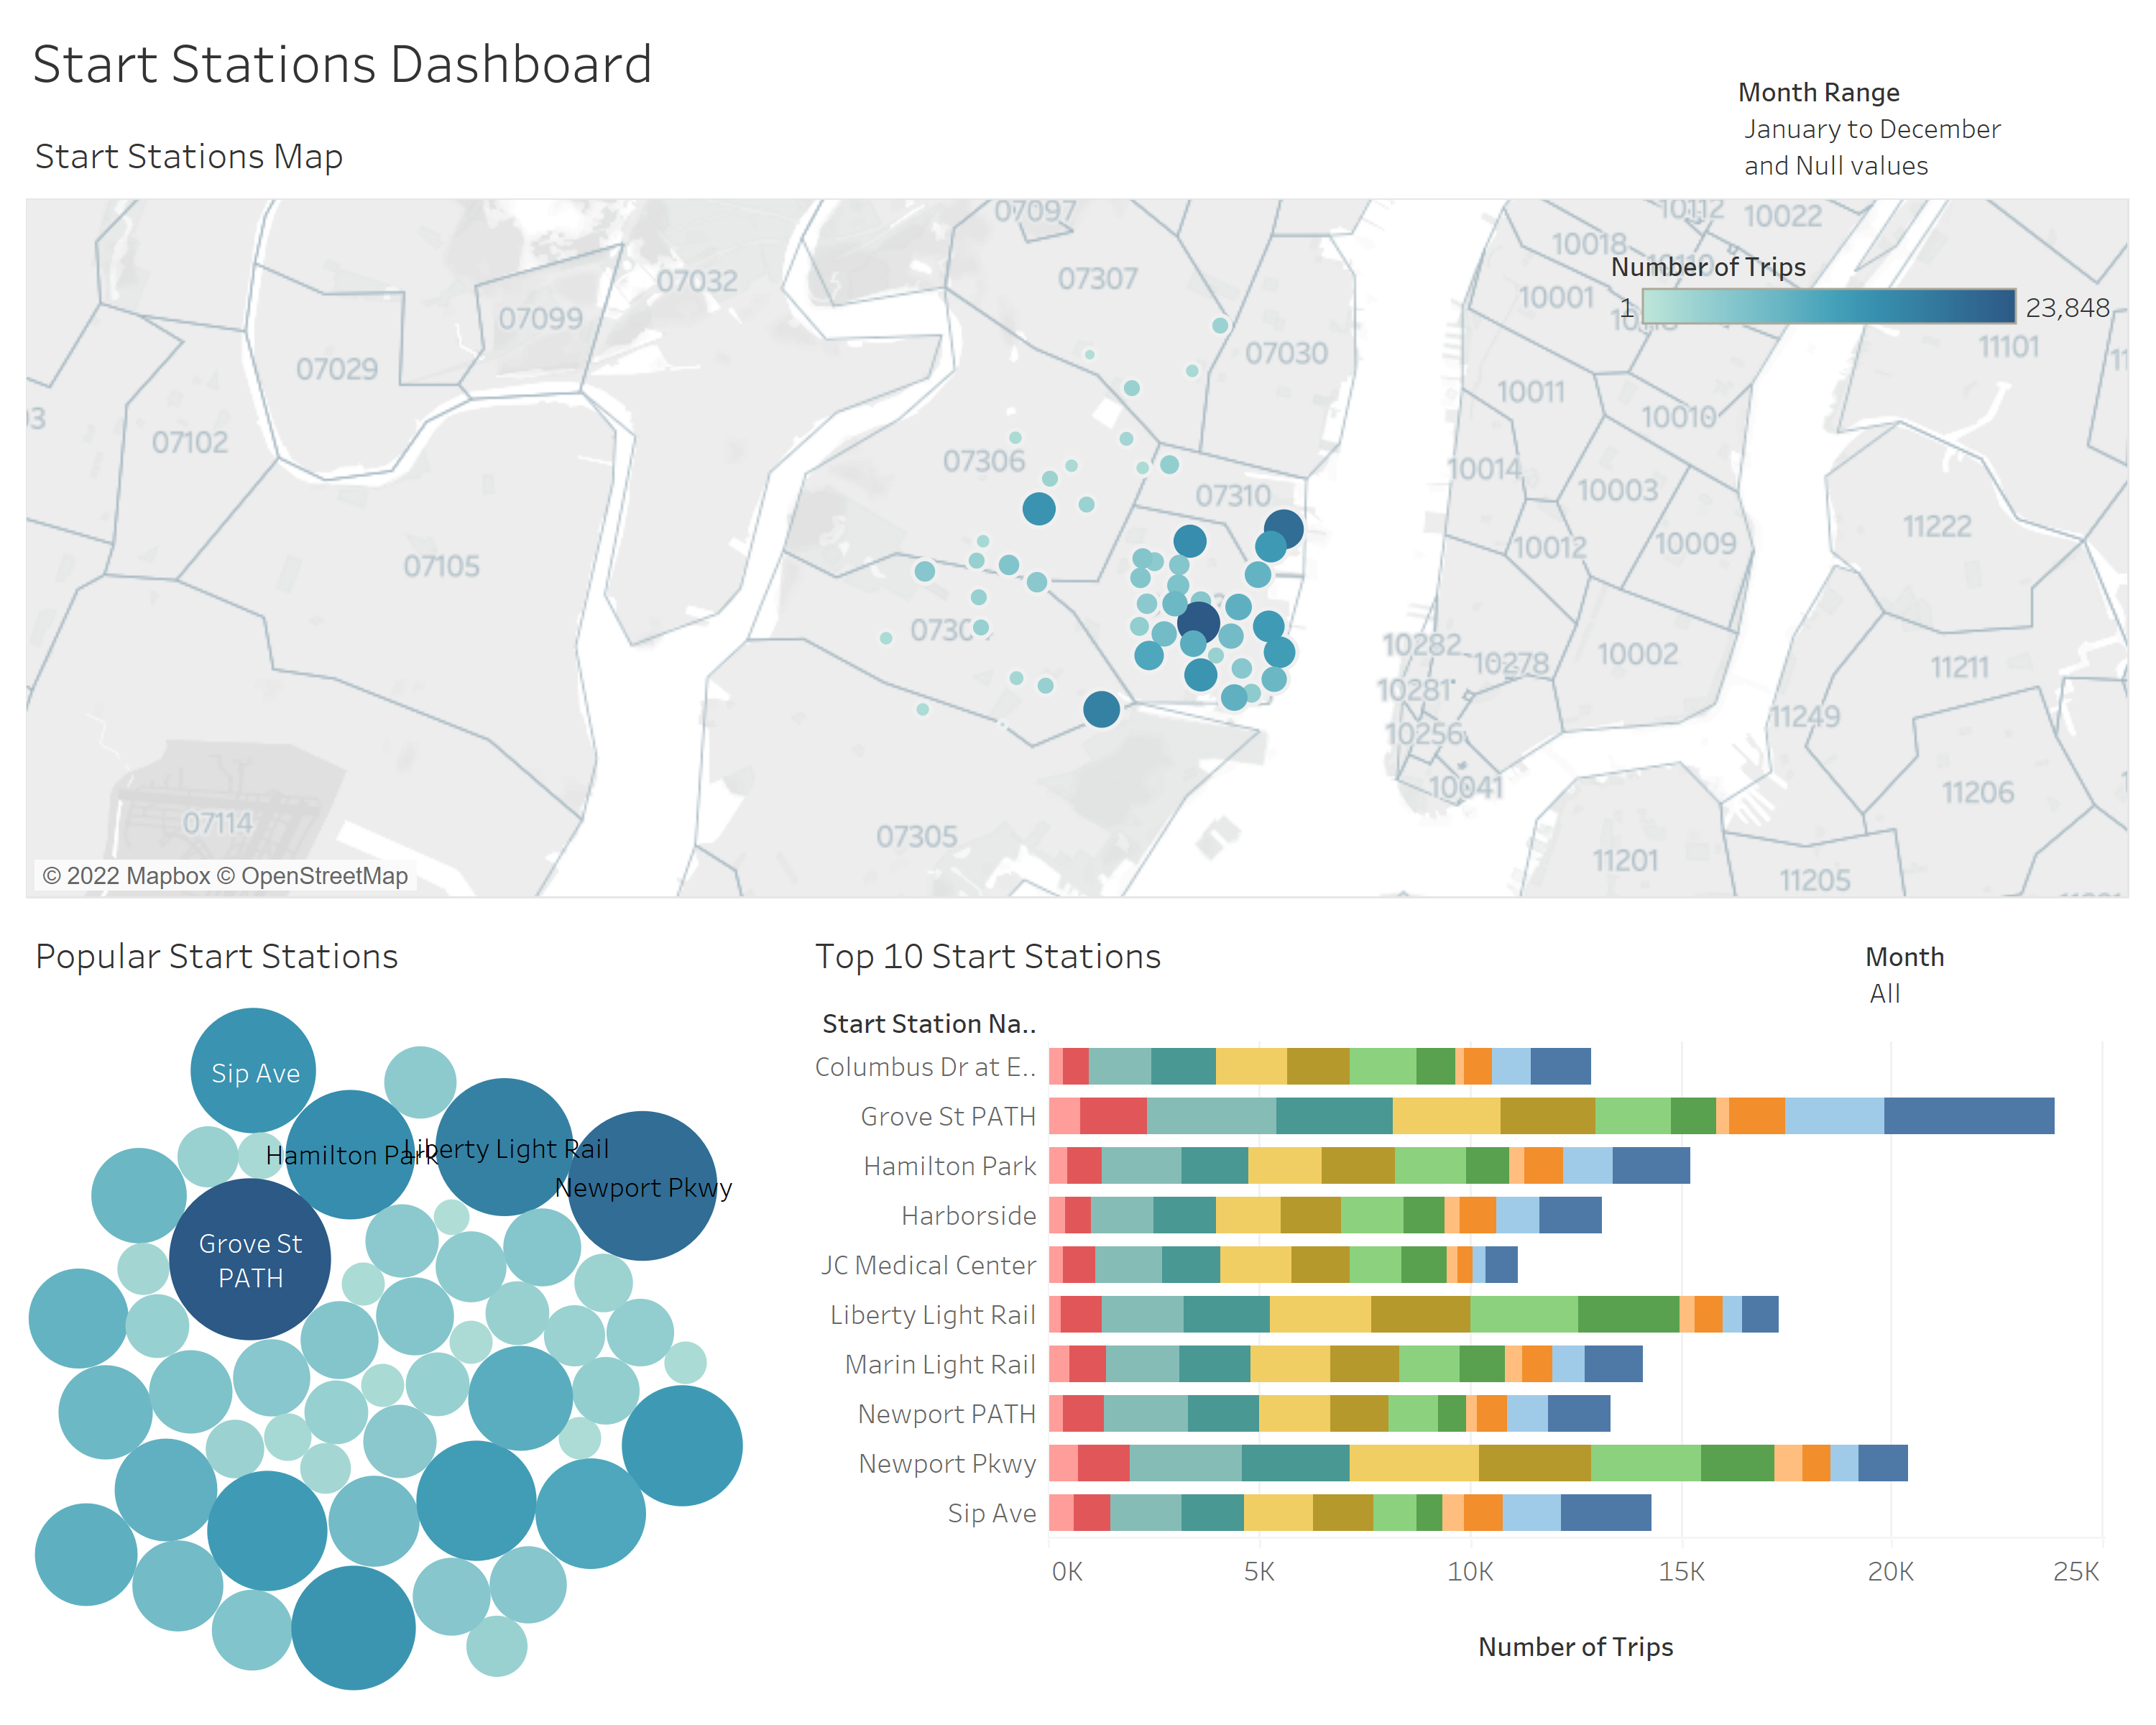 Start Stations Dashboard
Month Range
January to December
and Null values
Start Stations Map
07097
10112
10022
10018
10110
07307
07032
Number of Trips
1
23,848
10001
07099
07030
11101
07029
10011
10010
07102
07306
10014
10003
07310
11222
10012
10009
07105
10282
10278
10002
11211
10281
10256
11249
10041
11206
07114
07305
11201
11205
© 2022 Mapbox © OpenStreetMap
Popular Start Stations
Sip Ave
Hamilton Park
Liberty Light Rail
Newport Pkwy
Grove St
PATH
Top 10 Start Stations
Month
All
Start Station Na..
Columbus Dr at E..
Grove St PATH
Hamilton Park
Harborside
JC Medical Center
Liberty Light Rail
Marin Light Rail
Newport PATH
Newport Pkwy
Sip Ave
0K 5K 10K 15K 20K 25K
Number of Trips